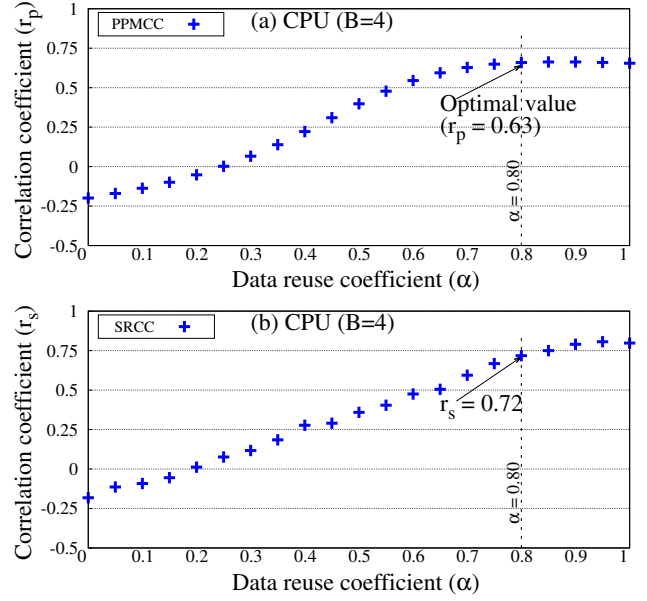 (a) CPU (B=4)
PPMCC
Correlation coefficient (r_p)
1
0.75
0.5
0.25
0
-0.25
-0.5
Optimal value
(r_p = 0.63)
α = 0.80
0 0.1 0.2 0.3 0.4 0.5 0.6 0.7 0.8 0.9 1
Data reuse coefficient (α)
(b) CPU (B=4)
SRCC
Correlation coefficient (r_s)
1
0.75
0.5
0.25
0
-0.25
-0.5
r_s = 0.72
α = 0.80
0 0.1 0.2 0.3 0.4 0.5 0.6 0.7 0.8 0.9 1
Data reuse coefficient (α)